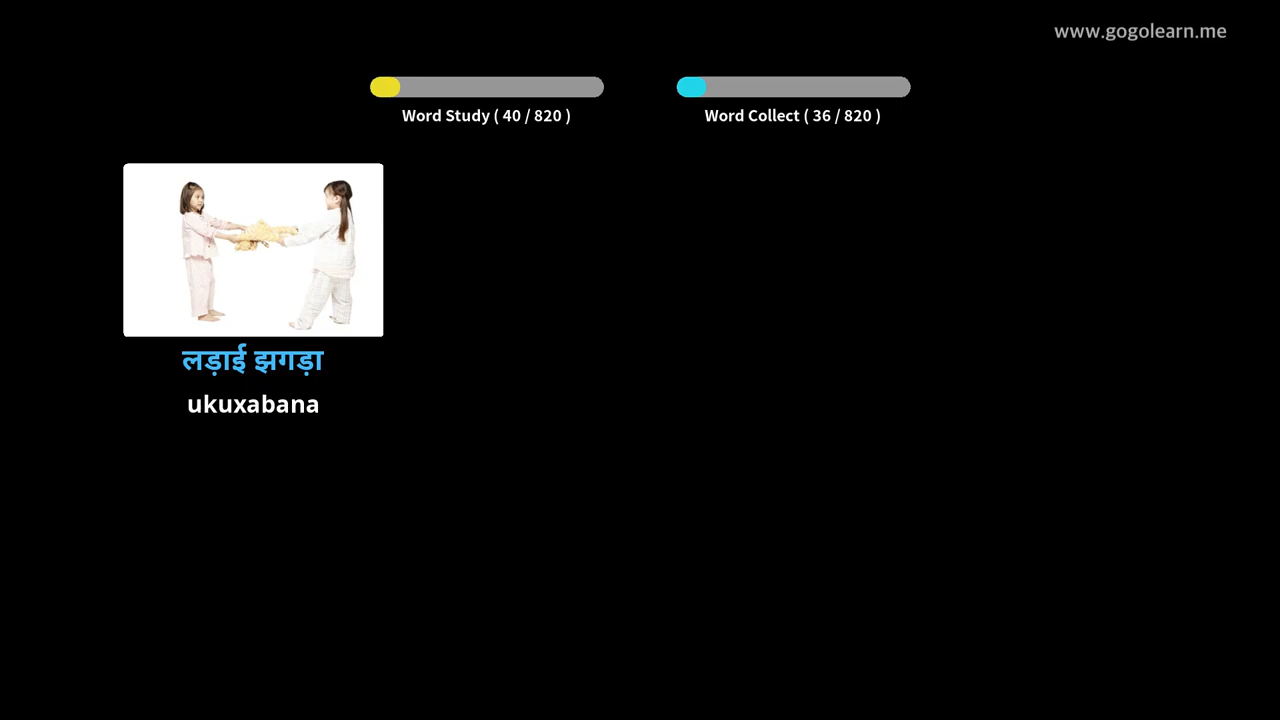 www.gogolearn.me
Word Study ( 40 / 820 )
Word Collect ( 36 / 820 )
लड़ाई झगड़ा
ukuxabana